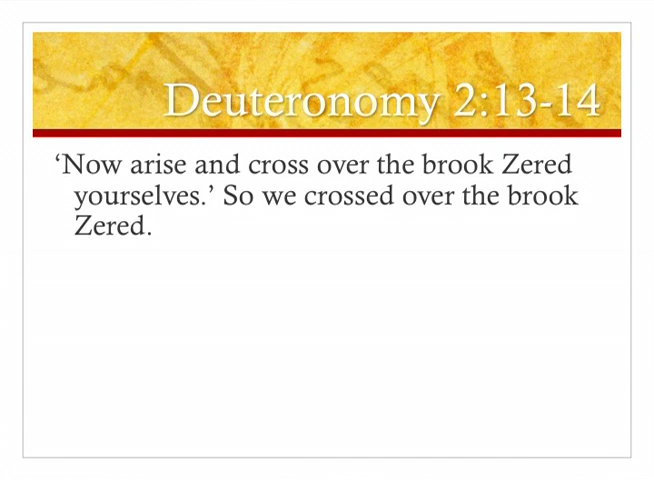 Deuteronomy 2:13-14
‘Now arise and cross over the brook Zered
yourselves.’ So we crossed over the brook
Zered.